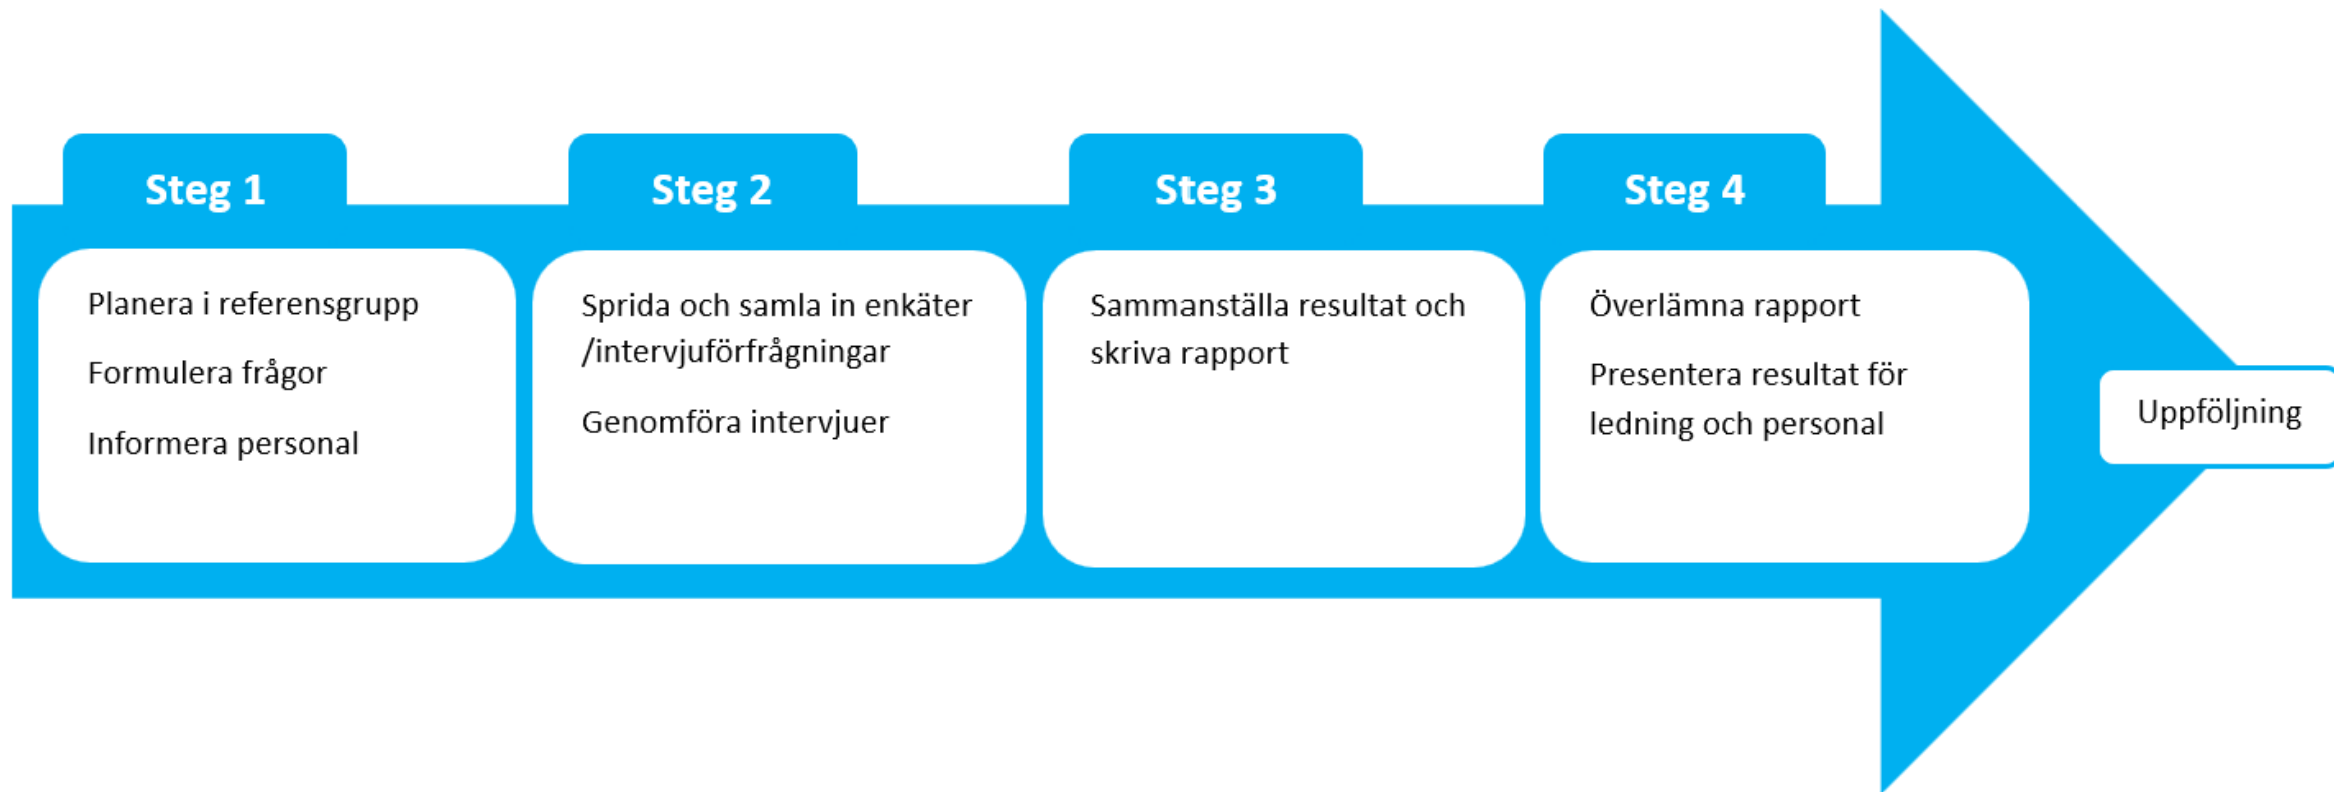 Steg 1
Planera i referensgrupp
Formulera frågor
Informera personal
Steg 2
Sprida och samla in enkäter
/intervjuförfrågningar
Genomföra intervjuer
Steg 3
Sammanställa resultat och
skriva rapport
Steg 4
Överlämna rapport
Presentera resultat för
ledning och personal
Uppföljning